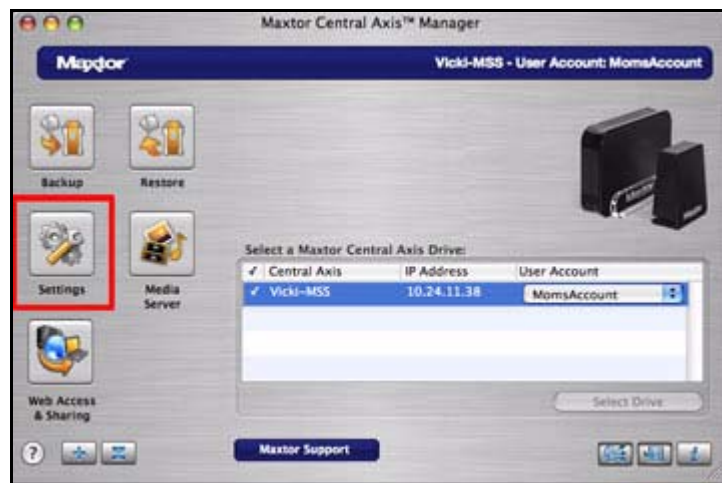 Maxtor Central Axis™ Manager
Maxtor
Vicki-MSS - User Account: MomsAccount
Backup
Restore
Settings
Media
Server
Web Access
& Sharing
Select a Maxtor Central Axis Drive:
✓ Central Axis IP Address User Account
✓ Vicki-MSS 10.24.11.38 MomsAccount
Select Drive
?
Maxtor Support
i